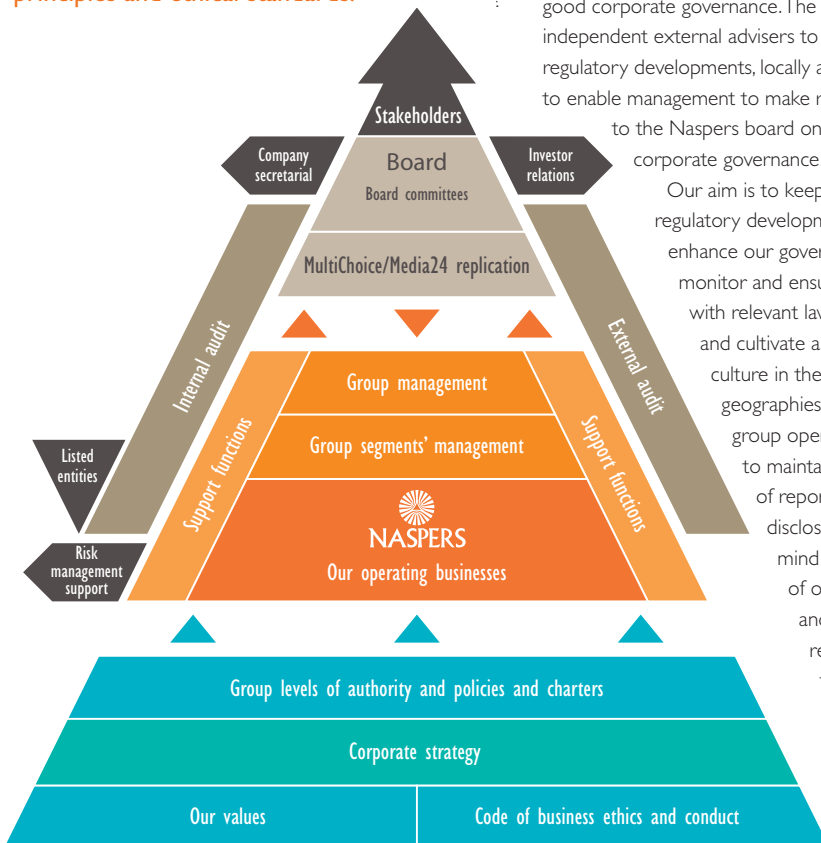 good corporate governance. The
independent external advisers to
regulatory developments, locally a
to enable management to make
to the Naspers board on
corporate governance.
Our aim is to keep
regulatory developm
enhance our gover
monitor and ensu
with relevant lav
and cultivate a
culture in the
geographies
group oper
to mainta
of repor
disclos
mind
of o
and
re
Stakeholders
Company
secretarial
Board
Board committees
Investor
relations
MultiChoice/Media24 replication
Internal audit
External audit
Group management
Group segments' management
Support functions
Support functions
Listed
entities
NASPERS
Our operating businesses
Risk
management
support
Group levels of authority and policies and charters
Corporate strategy
Our values
Code of business ethics and conduct